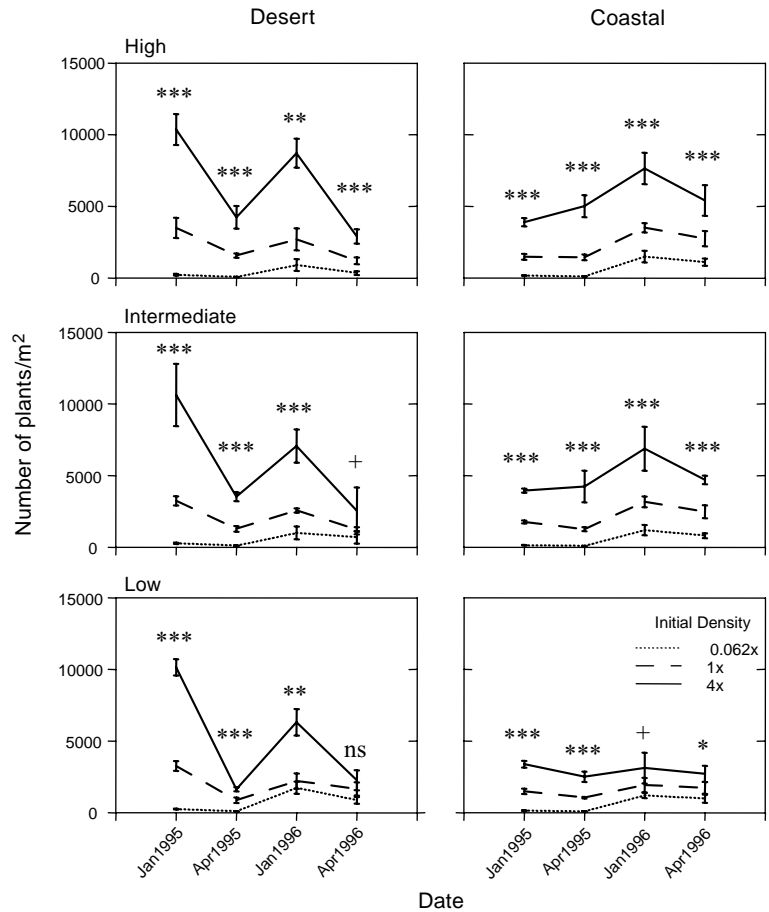 Desert Coastal
High
15000
*** ** *** ***
10000
*** *** *** ***
5000
0
Intermediate
15000
*** *** ***
10000
*** + *** *** ***
5000
0
Low
15000
Initial Density
*** 0.062x
1x
10000
** 4x
*** ns *** *** + *
5000
0
Jan1995 Apr1995 Jan1996 Apr1996 Jan1995 Apr1995 Jan1996 Apr1996
Number of plants/m²
Date